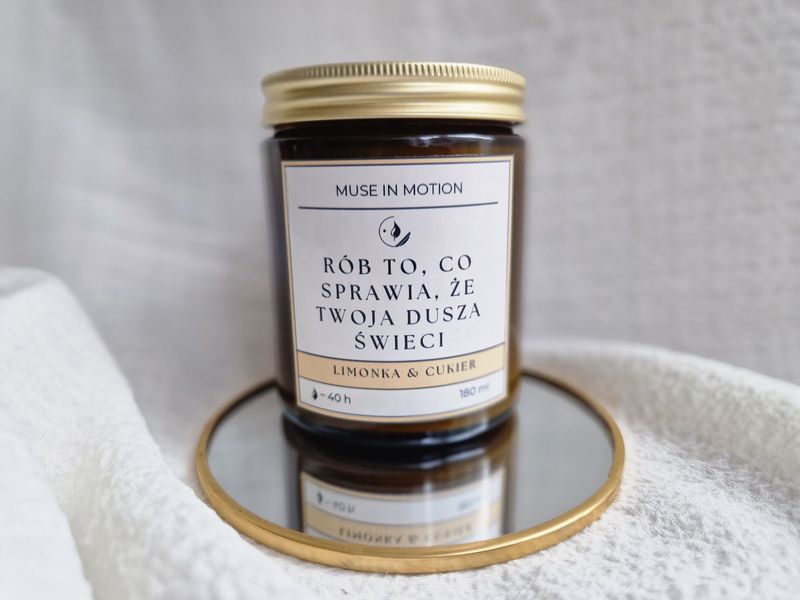 MUSE IN MOTION
RÓB TO, CO
SPRAWIA, ŻE
TWOJA DUSZA
ŚWIECI
LIMONKA & CUKIER
~ 40 h 180 ml